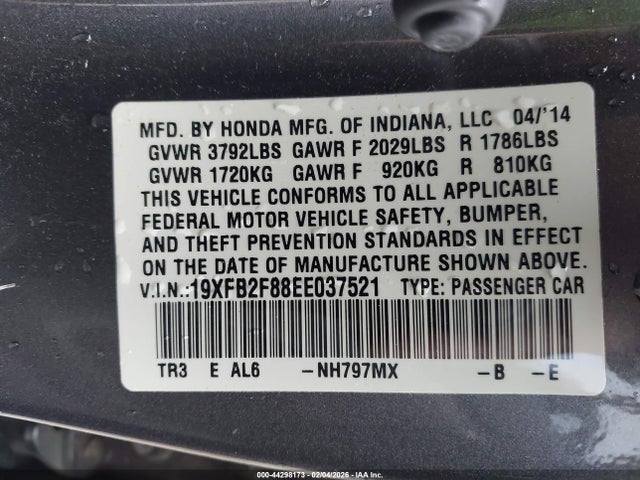 MFD. BY HONDA MFG. OF INDIANA, LLC 04/'14
GVWR 3792LBS GAWR F 2029LBS R 1786LBS
GVWR 1720KG GAWR F 920KG R 810KG
THIS VEHICLE CONFORMS TO ALL APPLICABLE
FEDERAL MOTOR VEHICLE SAFETY, BUMPER,
AND THEFT PREVENTION STANDARDS IN EFFECT
ON THE DATE OF MANUFACTURE SHOWN ABOVE.
V.I.N.:19XFB2F88EE037521 TYPE: PASSENGER CAR
TR3 E AL6 -NH797MX -B -E
000-44298173 - 02/04/2026 - IAAI, Inc.